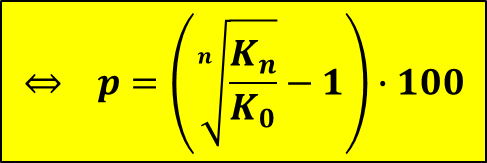 ⇔ p = (ⁿ√(Kₙ/K₀) − 1) · 100